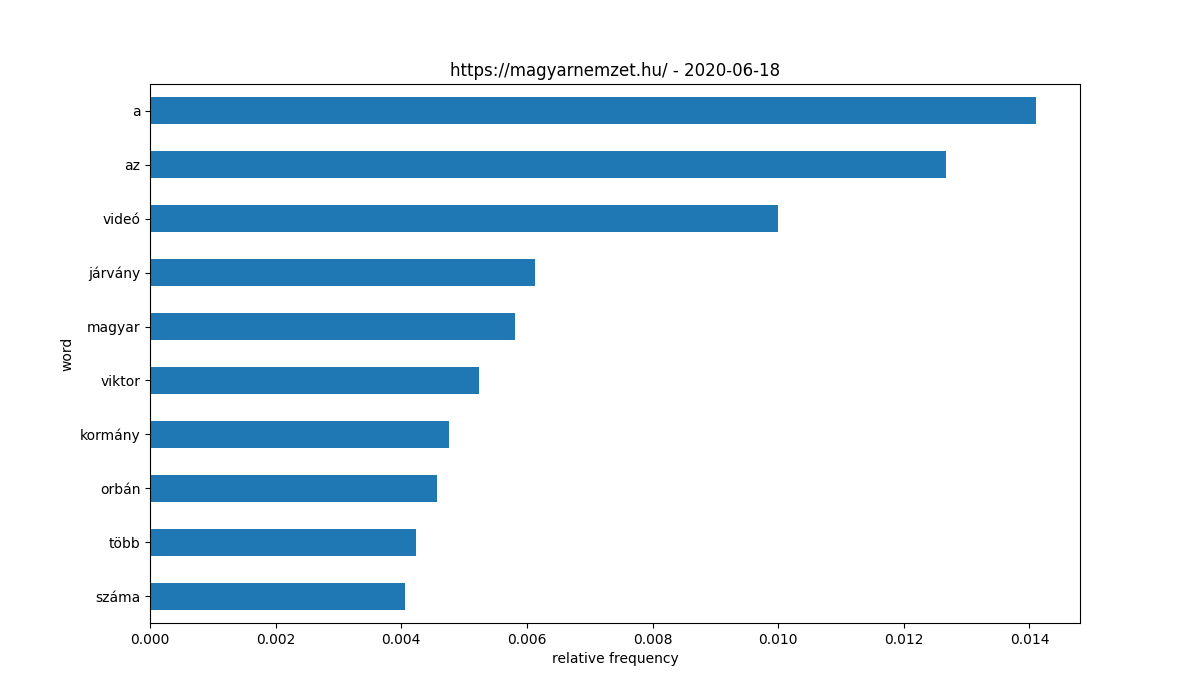 https://magyarnemzet.hu/ - 2020-06-18
a
az
videó
járvány
magyar
viktor
kormány
orbán
több
száma
word
0.000 0.002 0.004 0.006 0.008 0.010 0.012 0.014
relative frequency